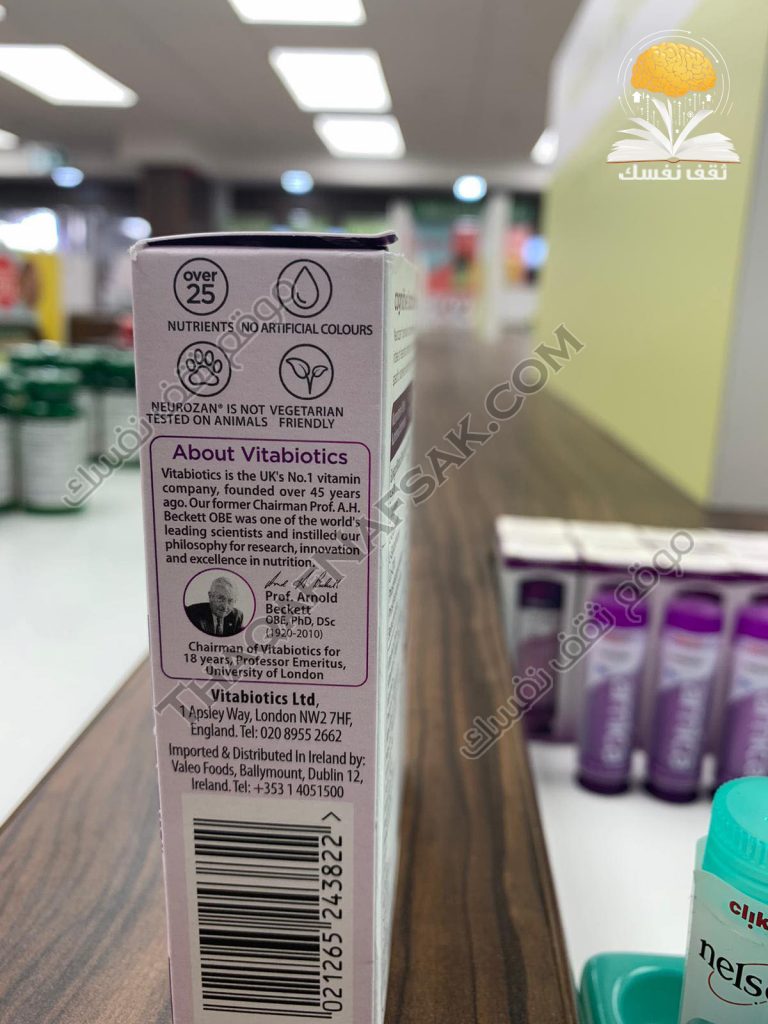 ثقف نفسك
over
25
NUTRIENTS NO ARTIFICIAL COLOURS
NEUROZAN® IS NOT TESTED ON ANIMALS
VEGETARIAN FRIENDLY
About Vitabiotics
Vitabiotics is the UK's No.1 vitamin
company, founded over 45 years
ago. Our former Chairman Prof. A.H.
Beckett OBE was one of the world's
leading scientists and instilled our
philosophy for research, innovation
and excellence in nutrition.
Prof. Arnold
Beckett
OBE, PhD, DSc
(1920-2010)
Chairman of Vitabiotics for
18 years, Professor Emeritus,
University of London
Vitabiotics Ltd,
1 Apsley Way, London NW2 7HF,
England. Tel: 020 8955 2662
Imported & Distributed In Ireland by:
Valeo Foods, Ballymount, Dublin 12,
Ireland. Tel: +353 1 4051500
021265 243822 >
موقع ثقف نفسك
THAQAFNAFSAK.COM
موقع ثقف نفسك
clik
nels